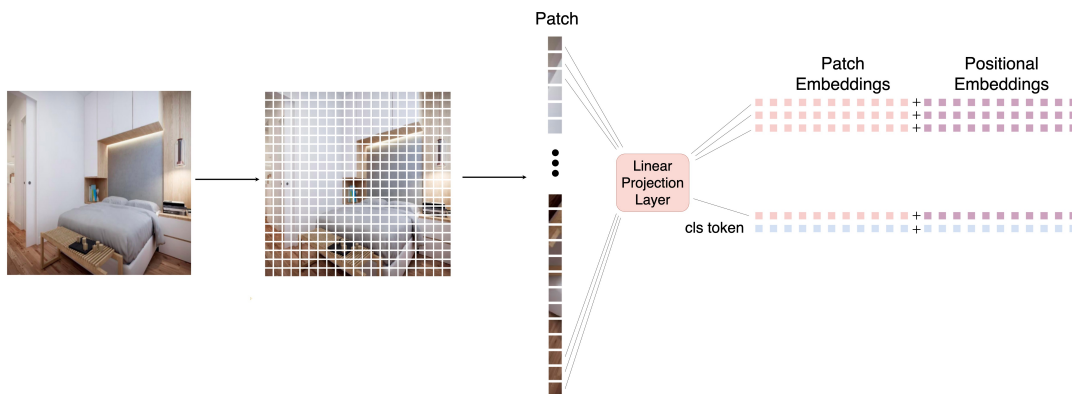 Patch
Patch
Embeddings
Positional
Embeddings
+
+
+
Linear
Projection
Layer
+
cls token
+